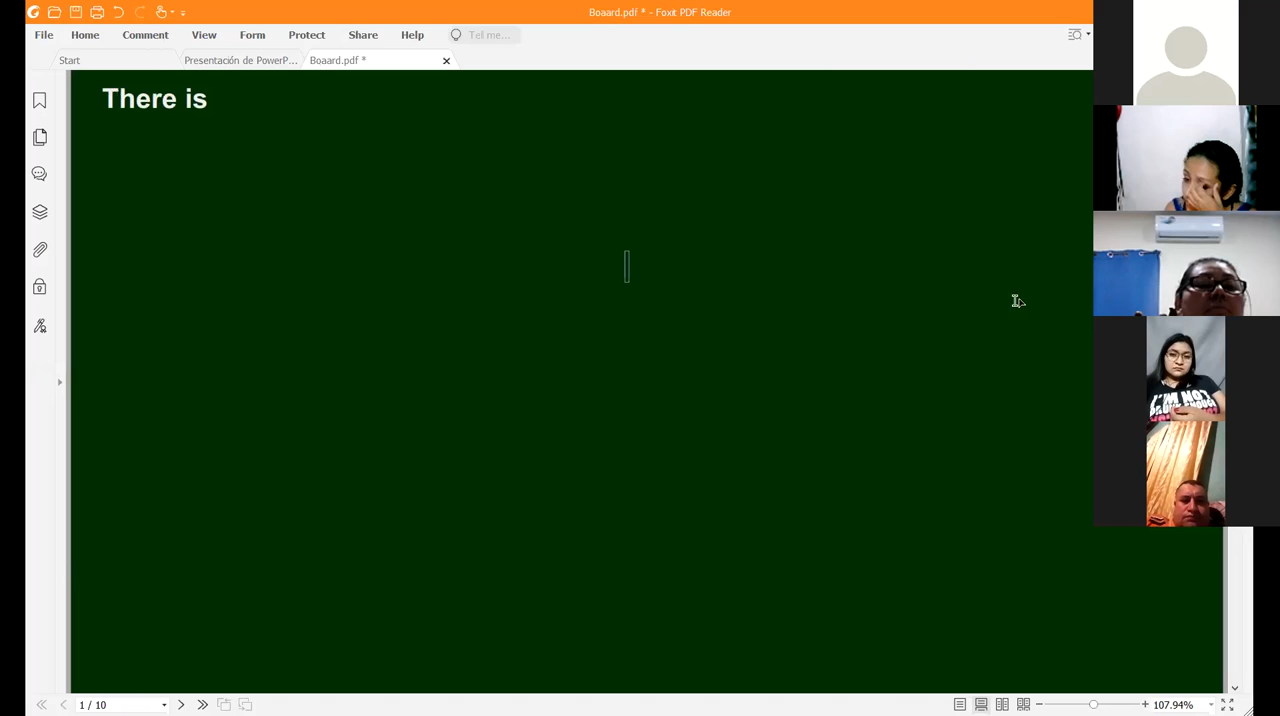 Boaard.pdf * - Foxit PDF Reader
File Home Comment View Form Protect Share Help Tell me...
Start Presentación de PowerP... Boaard.pdf *
There is
I'M NOT
1 / 10
107.94%